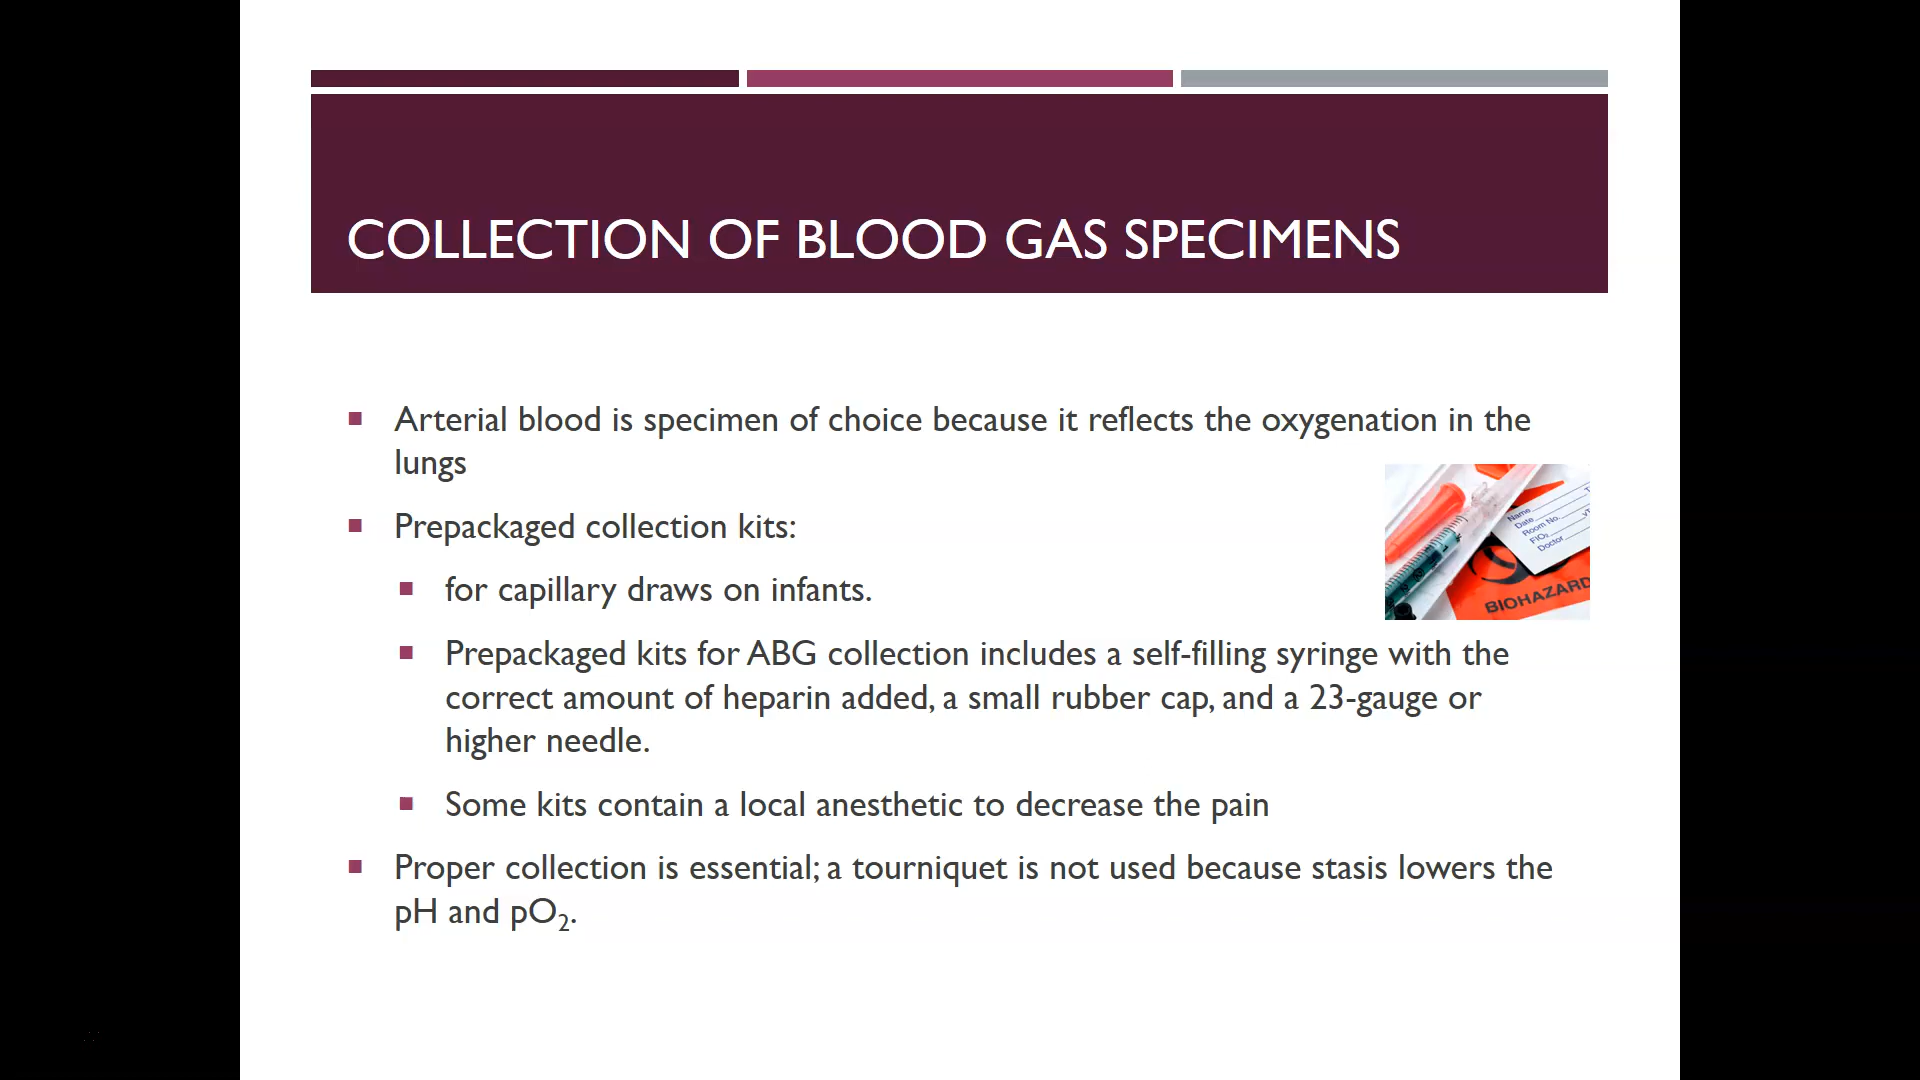 COLLECTION OF BLOOD GAS SPECIMENS
Arterial blood is specimen of choice because it reflects the oxygenation in the
lungs
Prepackaged collection kits:
for capillary draws on infants.
Name
Date
Room No.
FIO₂
Doctor
BIOHAZARD
Prepackaged kits for ABG collection includes a self-filling syringe with the
correct amount of heparin added, a small rubber cap, and a 23-gauge or
higher needle.
Some kits contain a local anesthetic to decrease the pain
Proper collection is essential; a tourniquet is not used because stasis lowers the
pH and pO₂.